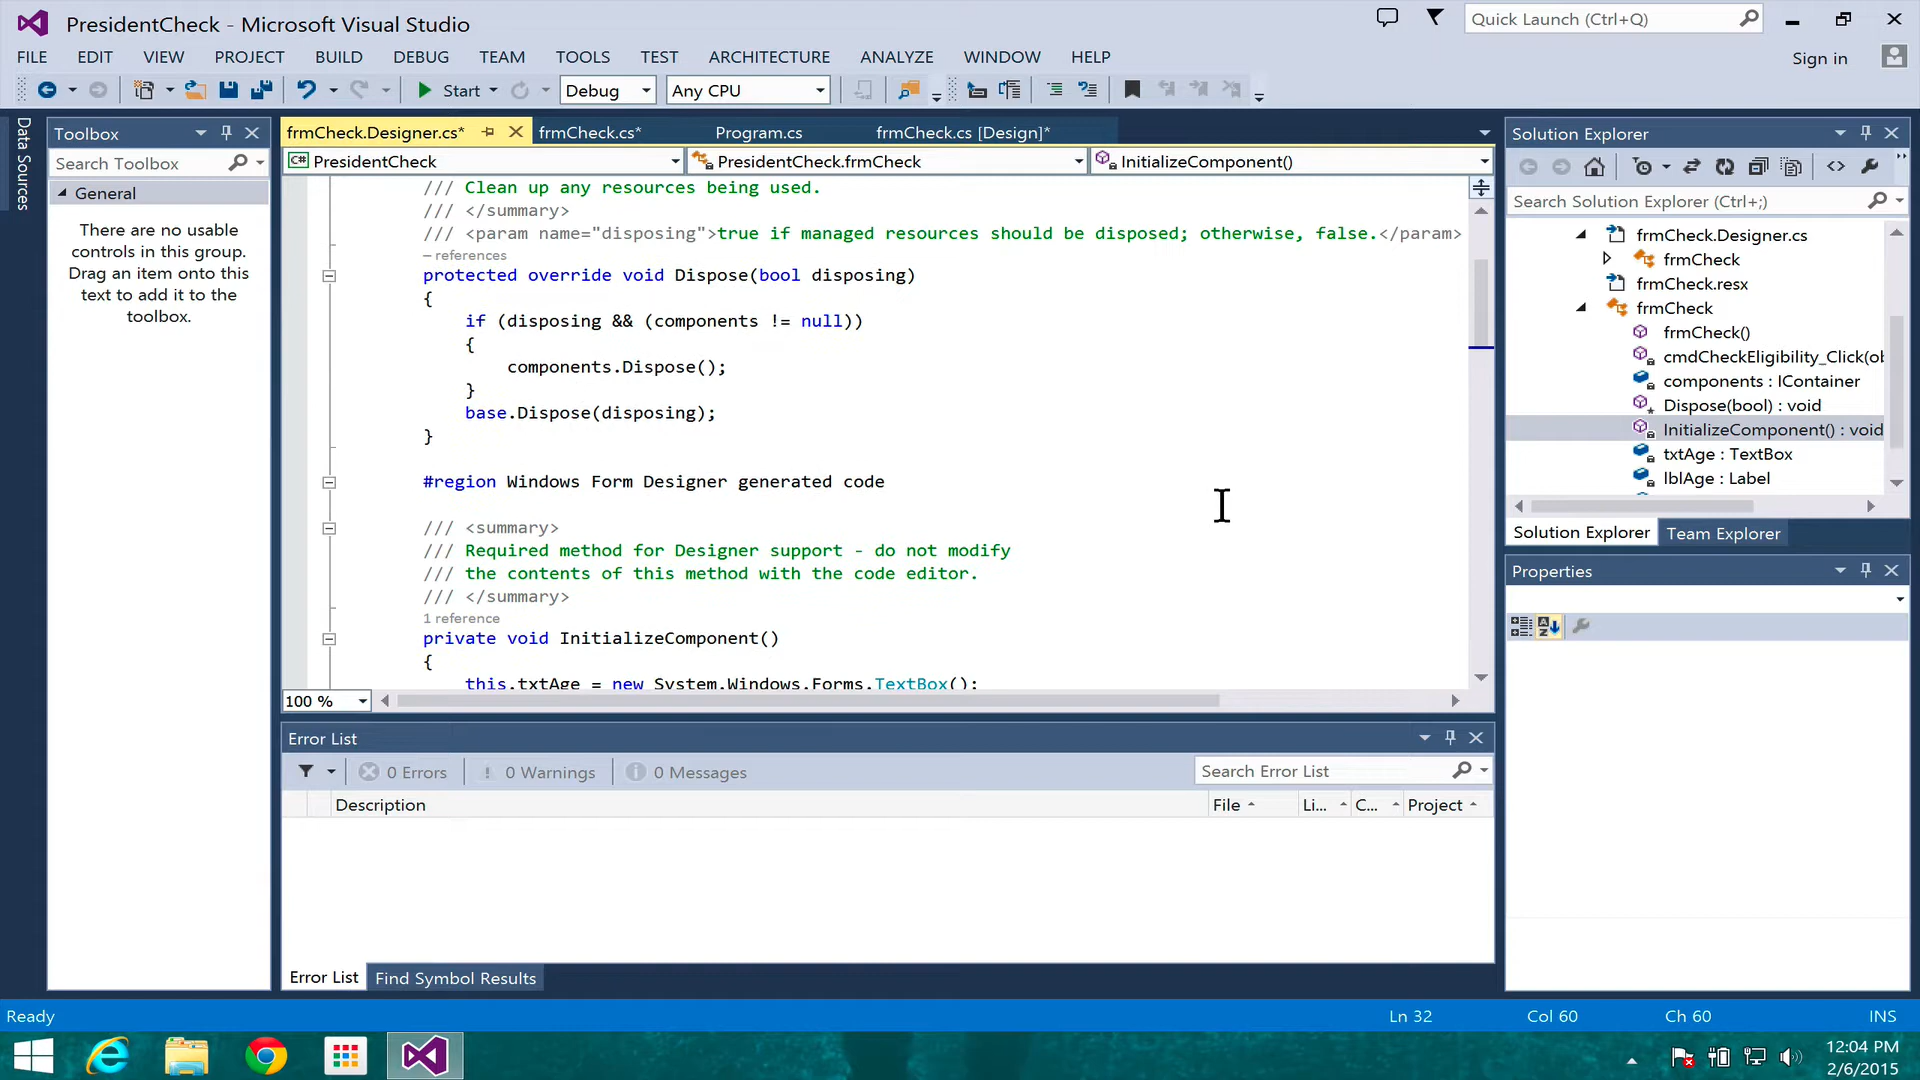 PresidentCheck - Microsoft Visual Studio
Quick Launch (Ctrl+Q)
FILE EDIT VIEW PROJECT BUILD DEBUG TEAM TOOLS TEST ARCHITECTURE ANALYZE WINDOW HELP
Sign in
Start Debug Any CPU
Data Sources
Toolbox
Search Toolbox
General
There are no usable
controls in this group.
Drag an item onto this
text to add it to the
toolbox.
frmCheck.Designer.cs* frmCheck.cs* Program.cs frmCheck.cs [Design]*
C# PresidentCheck PresidentCheck.frmCheck InitializeComponent()
/// Clean up any resources being used.
/// </summary>
/// <param name="disposing">true if managed resources should be disposed; otherwise, false.</param>
– references
protected override void Dispose(bool disposing)
{
if (disposing && (components != null))
{
components.Dispose();
}
base.Dispose(disposing);
}
#region Windows Form Designer generated code
/// <summary>
/// Required method for Designer support - do not modify
/// the contents of this method with the code editor.
/// </summary>
1 reference
private void InitializeComponent()
{
this.txtAge = new System.Windows.Forms.TextBox();
100 %
Error List
0 Errors 0 Warnings 0 Messages
Search Error List
Description File Li... C... Project
Error List Find Symbol Results
Solution Explorer
Search Solution Explorer (Ctrl+;)
frmCheck.Designer.cs
frmCheck
frmCheck.resx
frmCheck
frmCheck()
cmdCheckEligibility_Click(ob
components : IContainer
Dispose(bool) : void
InitializeComponent() : void
txtAge : TextBox
lblAge : Label
Solution Explorer Team Explorer
Properties
Ready Ln 32 Col 60 Ch 60 INS
12:04 PM
2/6/2015